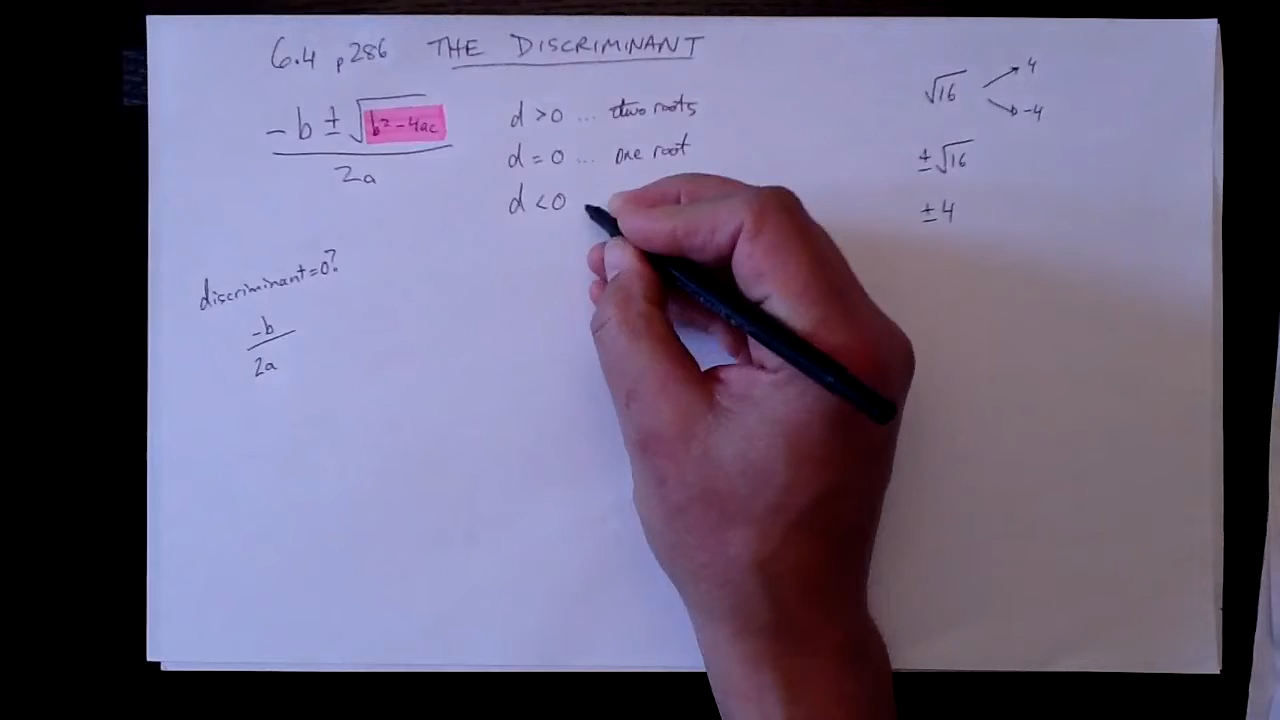 6.4 p286 THE DISCRIMINANT
-b ± √b²-4ac
2a
d > 0 ... two roots
d = 0 ... one root
d < 0
discriminant=0?
-b
2a
√16 4
-4
±√16
±4